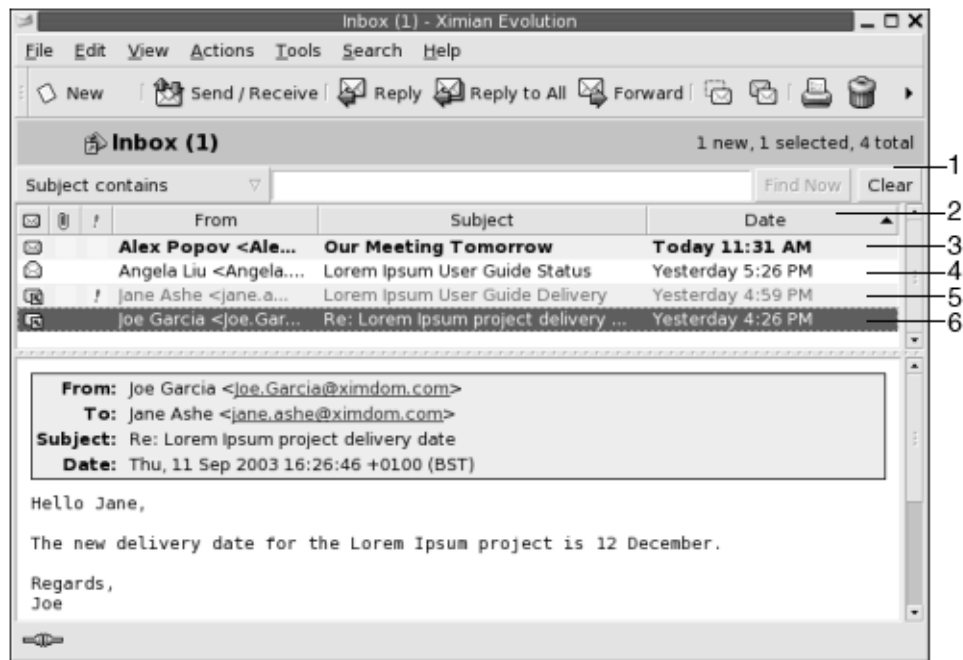 Inbox (1) - Ximian Evolution
File Edit View Actions Tools Search Help
New Send / Receive Reply Reply to All Forward
Inbox (1) 1 new, 1 selected, 4 total
1
Subject contains Find Now Clear
! From Subject Date 2
Alex Popov <Ale... Our Meeting Tomorrow Today 11:31 AM 3
Angela Liu <Angela.... Lorem Ipsum User Guide Status Yesterday 5:26 PM 4
! Jane Ashe <jane.a... Lorem Ipsum User Guide Delivery Yesterday 4:59 PM 5
Joe Garcia <Joe.Gar... Re: Lorem Ipsum project delivery ... Yesterday 4:26 PM 6
From: Joe Garcia <Joe.Garcia@ximdom.com>
To: Jane Ashe <jane.ashe@ximdom.com>
Subject: Re: Lorem Ipsum project delivery date
Date: Thu, 11 Sep 2003 16:26:46 +0100 (BST)
Hello Jane,
The new delivery date for the Lorem Ipsum project is 12 December.
Regards,
Joe